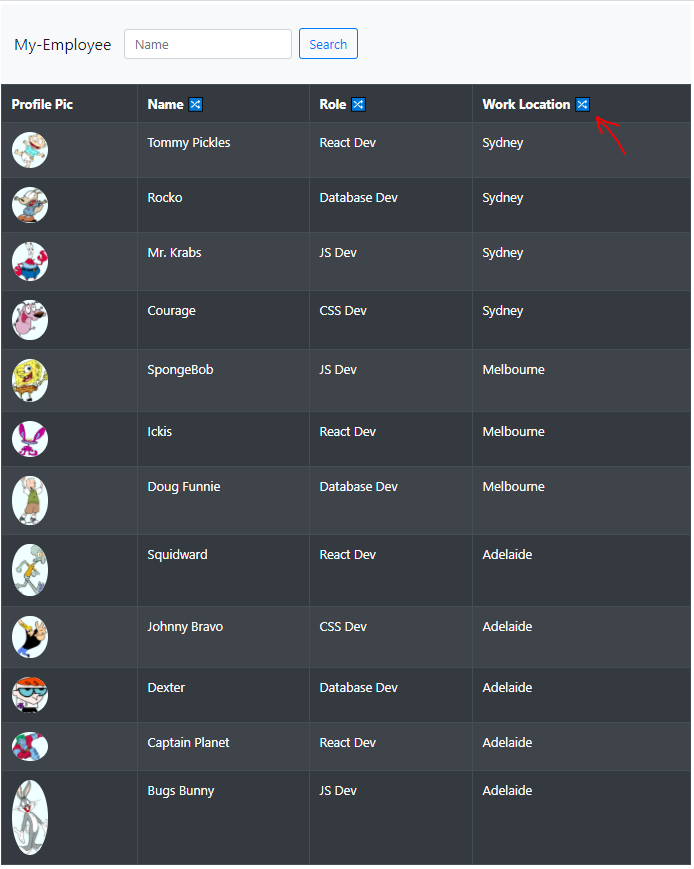 My-Employee Name Search
Profile Pic Name Role Work Location
Tommy Pickles React Dev Sydney
Rocko Database Dev Sydney
Mr. Krabs JS Dev Sydney
Courage CSS Dev Sydney
SpongeBob JS Dev Melbourne
Ickis React Dev Melbourne
Doug Funnie Database Dev Melbourne
Squidward React Dev Adelaide
Johnny Bravo CSS Dev Adelaide
Dexter Database Dev Adelaide
Captain Planet React Dev Adelaide
Bugs Bunny JS Dev Adelaide